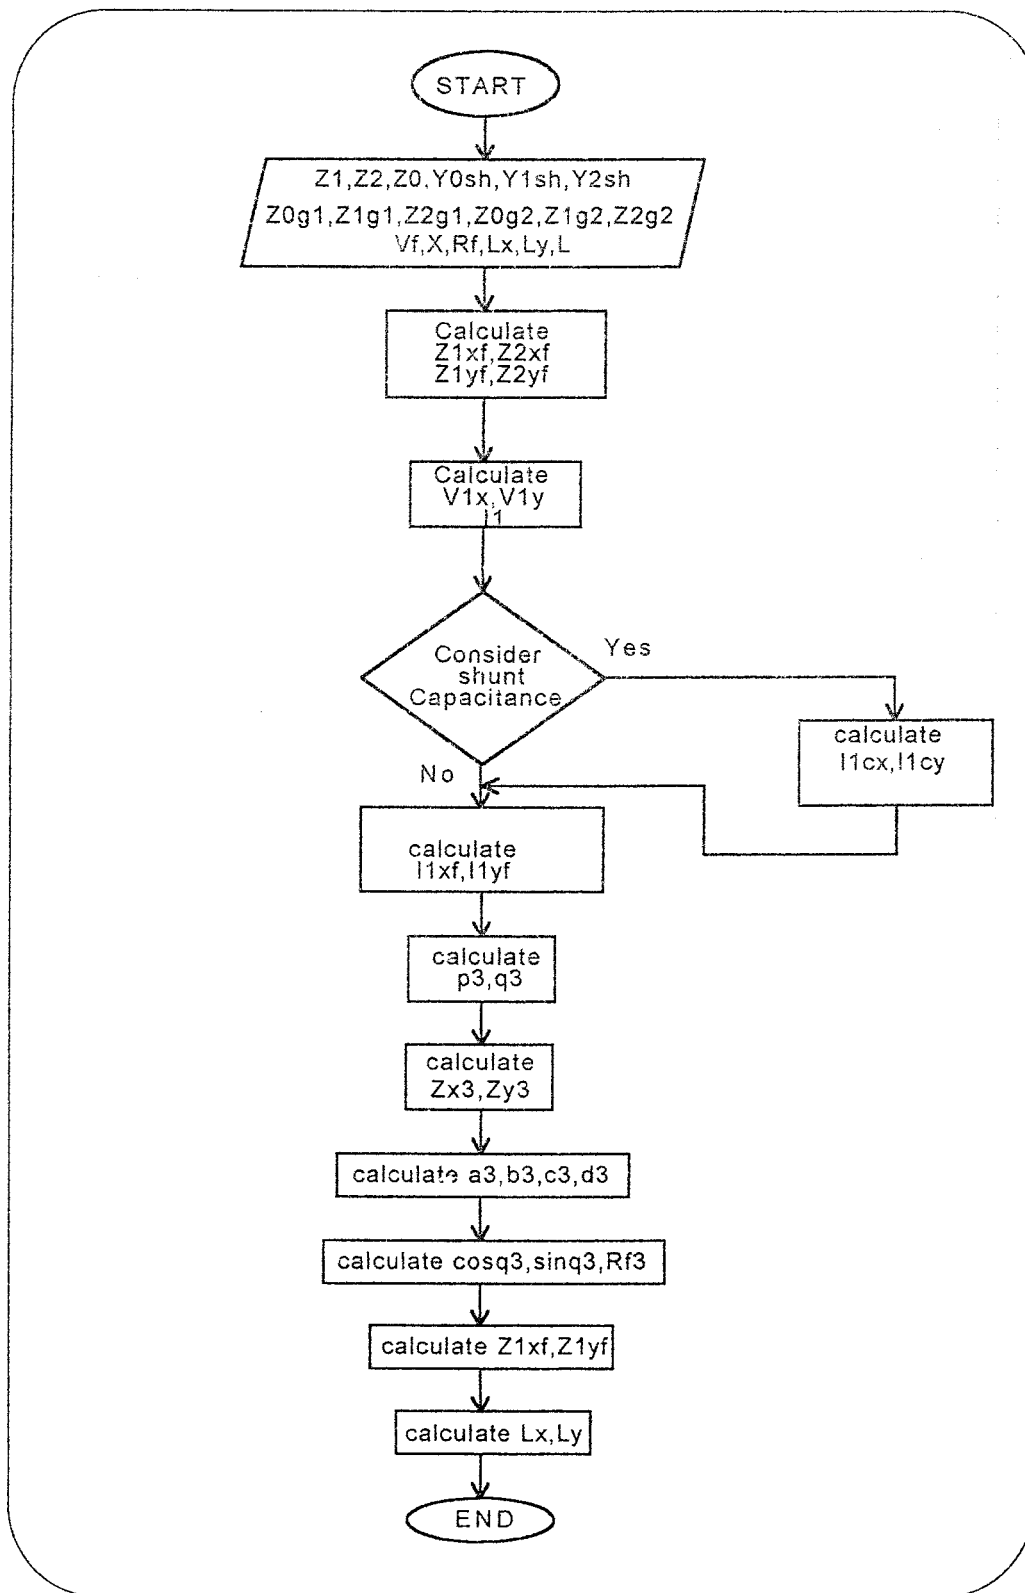 START
Z1,Z2,Z0,Y0sh,Y1sh,Y2sh
Z0g1,Z1g1,Z2g1,Z0g2,Z1g2,Z2g2
Vf,X,Rf,Lx,Ly,L
Calculate
Z1xf,Z2xf
Z1yf,Z2yf
Calculate
V1x,V1y
I1
Consider
shunt
Capacitance
Yes
calculate
I1cx,I1cy
No
calculate
I1xf,I1yf
calculate
p3,q3
calculate
Zx3,Zy3
calculate a3,b3,c3,d3
calculate cosq3,sinq3,Rf3
calculate Z1xf,Z1yf
calculate Lx,Ly
END